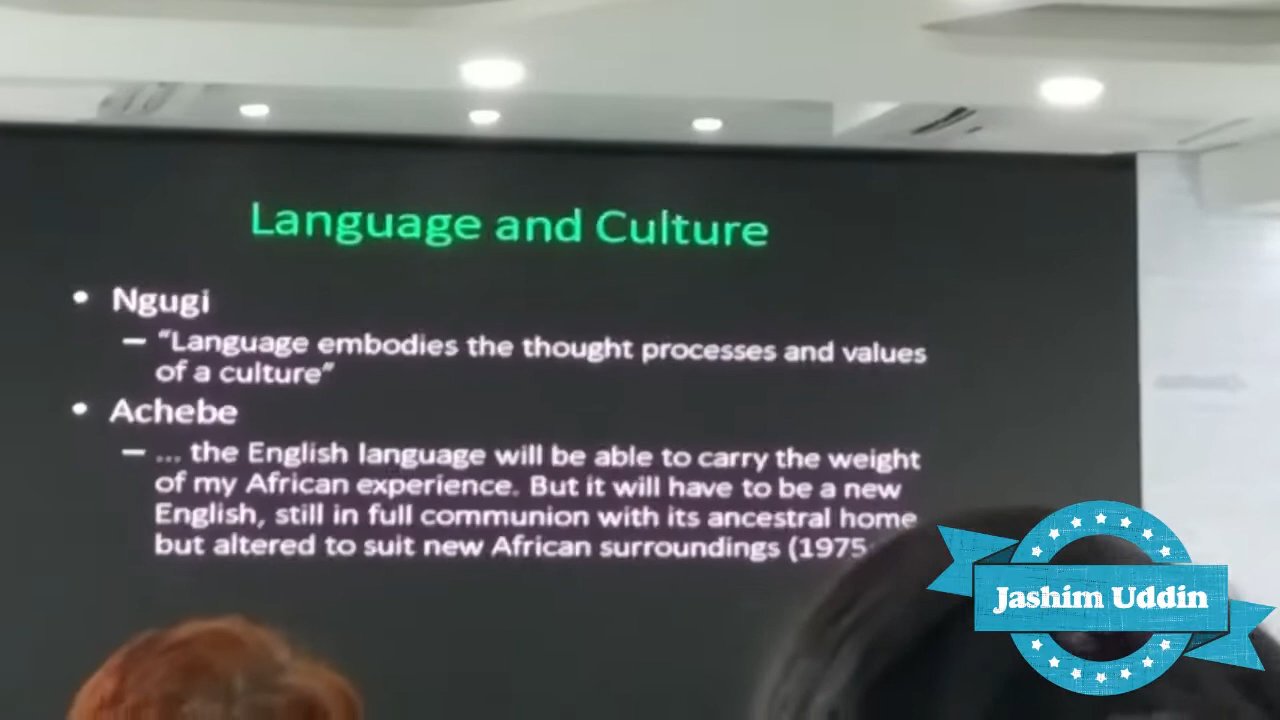 Language and Culture
• Ngugi
– “Language embodies the thought processes and values
of a culture”
• Achebe
– ... the English language will be able to carry the weight
of my African experience. But it will have to be a new
English, still in full communion with its ancestral home
but altered to suit new African surroundings (1975
Jashim Uddin